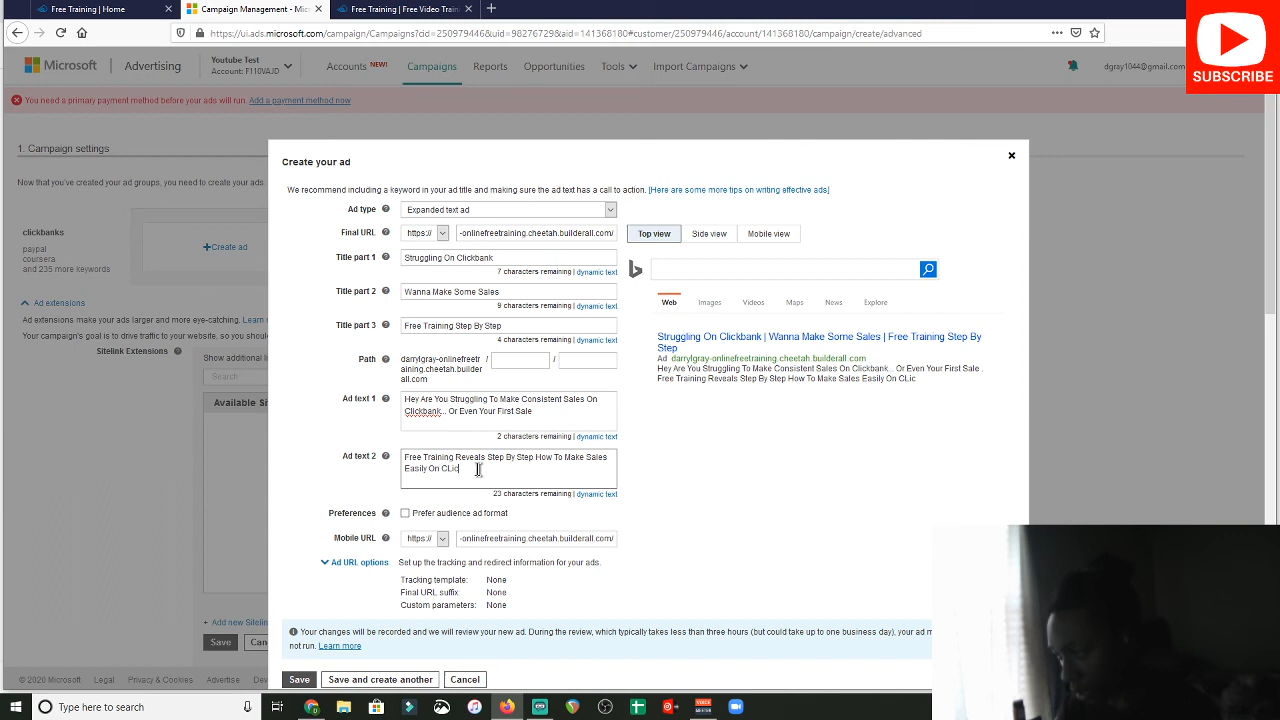 Free Training | Home ×
Campaign Management - Mic ×
Free Training | Free Video Train ×
+
https://ui.ads.microsoft.com/campaign/Campaigns?cid=250979446&uid=98276729&aid=141368180#customer/250979446/account/141368180/campaign/create/advanced
SUBSCRIBE
Microsoft
Advertising
Youtube Test
Account: F110VAJD
Accounts NEW!
Campaigns
Reports
Opportunities
Tools
Import Campaigns
dgray1044@gmail.com
You need a primary payment method before your ads will run. Add a payment method now
1. Campaign settings
Now that you've created your ad groups, you need to create your ads.
clickbanks
paypal
coursera
and 235 more keywords
Create ad
Ad extensions
Ad extensions make your ads larger and more eye-catching. Learn
Your campaign's goal is to drive traffic to your website, so you
Sitelink Extensions
Show additional
Search
Available
Add new Sitelin
Save
Can
© 2020 Microsoft Legal Privacy & Cookies Advertise Dev
Create your ad
×
We recommend including a keyword in your ad title and making sure the ad text has a call to action. [Here are some more tips on writing effective ads]
Ad type Expanded text ad
Final URL https:// -onlinefreetraining.cheetah.builderall.com/
Top view Side view Mobile view
Title part 1 Struggling On Clickbank
7 characters remaining | dynamic text
Title part 2 Wanna Make Some Sales
9 characters remaining | dynamic text
Title part 3 Free Training Step By Step
4 characters remaining | dynamic text
Path darrylgray-onlinefreetr / /
aining.cheetah.builder
all.com
Ad text 1 Hey Are You Struggling To Make Consistent Sales On
Clickbank... Or Even Your First Sale
2 characters remaining | dynamic text
Ad text 2 Free Training Reveals Step By Step How To Make Sales
Easily On CLic
23 characters remaining | dynamic text
Preferences Prefer audience ad format
Mobile URL https:// -onlinefreetraining.cheetah.builderall.com/
Ad URL options Set up the tracking and redirect information for your ads.
Tracking template: None
Final URL suffix: None
Custom parameters: None
Web Images Videos Maps News Explore
Struggling On Clickbank | Wanna Make Some Sales | Free Training Step By
Step
Ad darrylgray-onlinefreetraining.cheetah.builderall.com
Hey Are You Struggling To Make Consistent Sales On Clickbank... Or Even Your First Sale .
Free Training Reveals Step By Step How To Make Sales Easily On CLic
Your changes will be recorded and we will review your new ad. During the review, which typically takes less than three hours (but could take up to one business day), your ad m
not run. Learn more
Save Save and create another Cancel
Type here to search